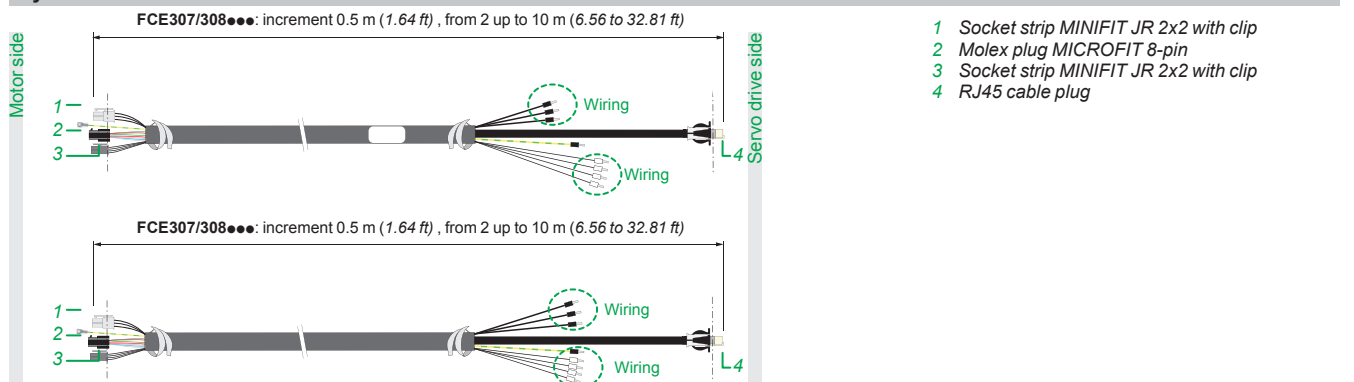 FCE307/308●●●: increment 0.5 m (1.64 ft) , from 2 up to 10 m (6.56 to 32.81 ft)
Motor side
Servo drive side
1
2
3
Wiring
Wiring
4
1 Socket strip MINIFIT JR 2x2 with clip
2 Molex plug MICROFIT 8-pin
3 Socket strip MINIFIT JR 2x2 with clip
4 RJ45 cable plug
FCE307/308●●●: increment 0.5 m (1.64 ft) , from 2 up to 10 m (6.56 to 32.81 ft)
1
2
3
Wiring
Wiring
4